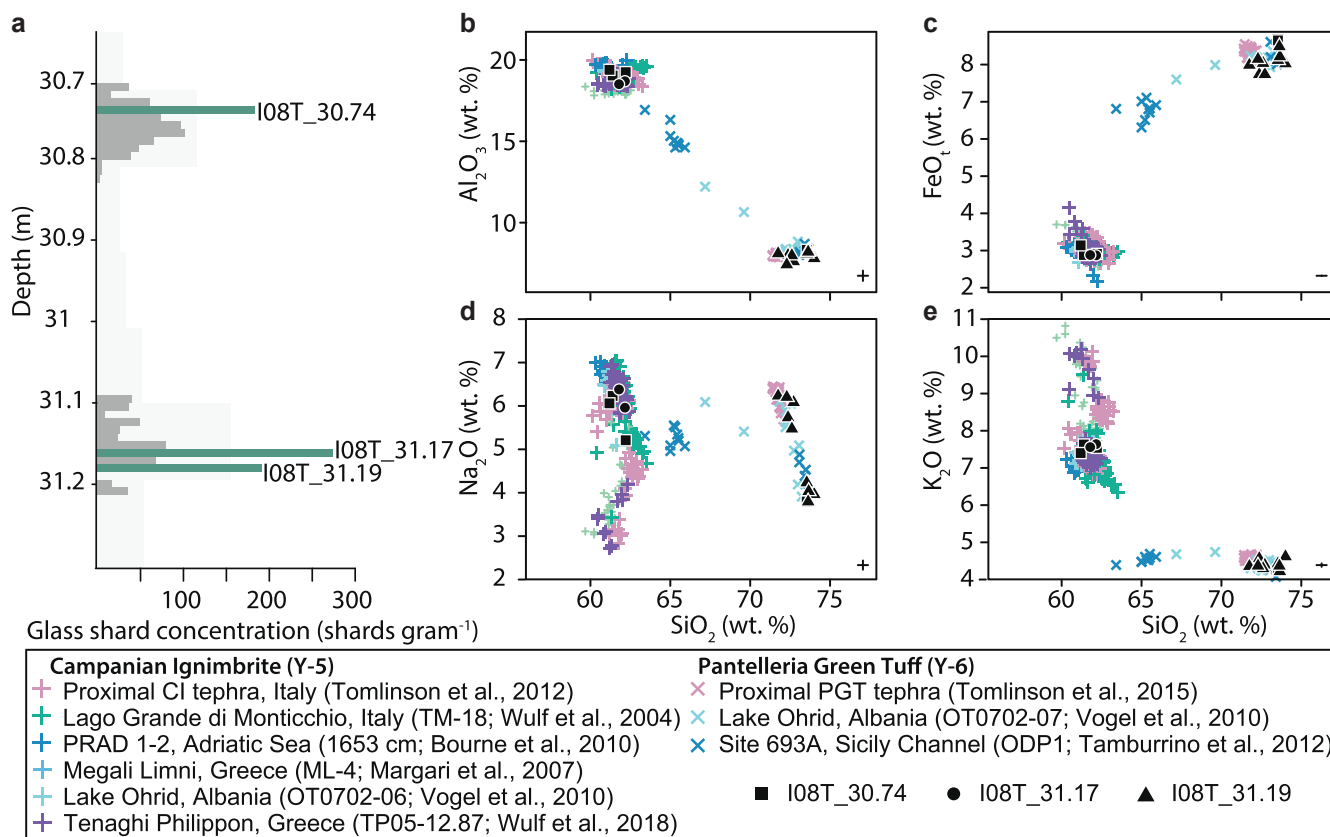 a
Depth (m)
30.7
30.8
30.9
31
31.1
31.2
I08T_30.74
I08T_31.17
I08T_31.19
100
200
300
Glass shard concentration (shards gram⁻¹)
b
Al₂O₃ (wt. %)
20
15
10
60
65
70
75
c
FeOₜ (wt. %)
8
7
6
5
4
3
2
60
65
70
75
d
Na₂O (wt. %)
8
7
6
5
4
3
2
60
65
70
75
SiO₂ (wt. %)
e
K₂O (wt. %)
11
10
9
8
7
6
5
4
60
65
70
75
SiO₂ (wt. %)
Campanian Ignimbrite (Y-5)
Proximal CI tephra, Italy (Tomlinson et al., 2012)
Lago Grande di Monticchio, Italy (TM-18; Wulf et al., 2004)
PRAD 1-2, Adriatic Sea (1653 cm; Bourne et al., 2010)
Megali Limni, Greece (ML-4; Margari et al., 2007)
Lake Ohrid, Albania (OT0702-06; Vogel et al., 2010)
Tenaghi Philippon, Greece (TP05-12.87; Wulf et al., 2018)
Pantelleria Green Tuff (Y-6)
Proximal PGT tephra (Tomlinson et al., 2015)
Lake Ohrid, Albania (OT0702-07; Vogel et al., 2010)
Site 693A, Sicily Channel (ODP1; Tamburrino et al., 2012)
I08T_30.74 I08T_31.17 I08T_31.19